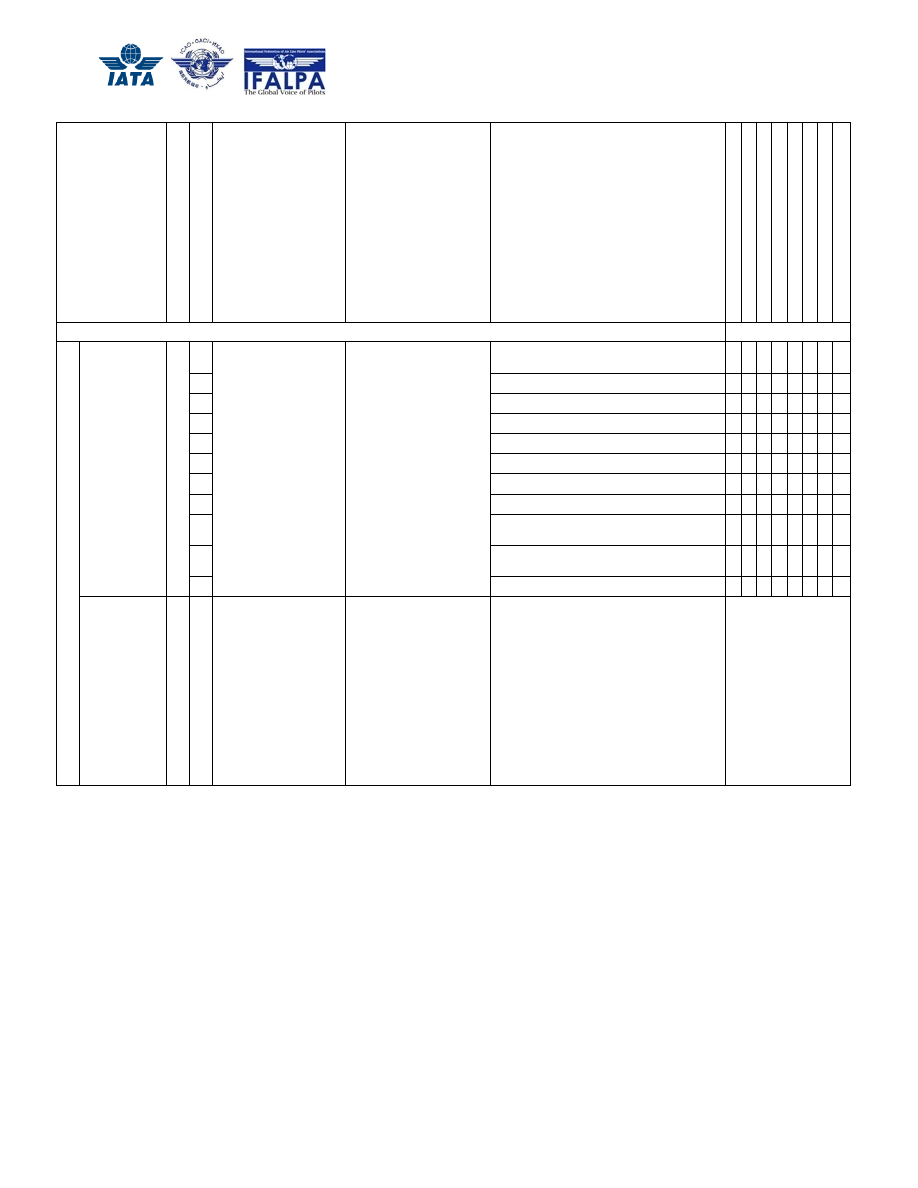 IATA
ICAO · OACI · ИКАО
International Federation of Air Line Pilots' Associations
IFALPA
The Global Voice of Pilots